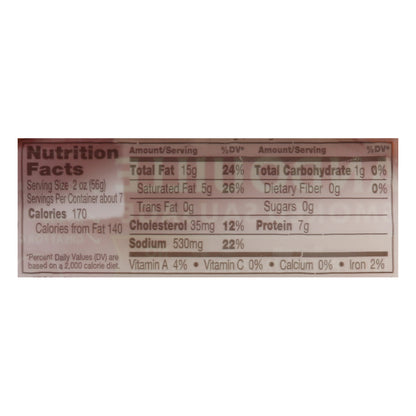 Nutrition
Facts
Serving Size 2 oz (56g)
Servings Per Container about 7
Calories 170
Calories from Fat 140
*Percent Daily Values (DV) are
based on a 2,000 calorie diet.
Amount/Serving %DV* Amount/Serving %DV*
Total Fat 15g 24% Total Carbohydrate 1g 0%
Saturated Fat 5g 26% Dietary Fiber 0g 0%
Trans Fat 0g Sugars 0g
Cholesterol 35mg 12% Protein 7g
Sodium 530mg 22%
Vitamin A 4% • Vitamin C 0% • Calcium 0% • Iron 2%